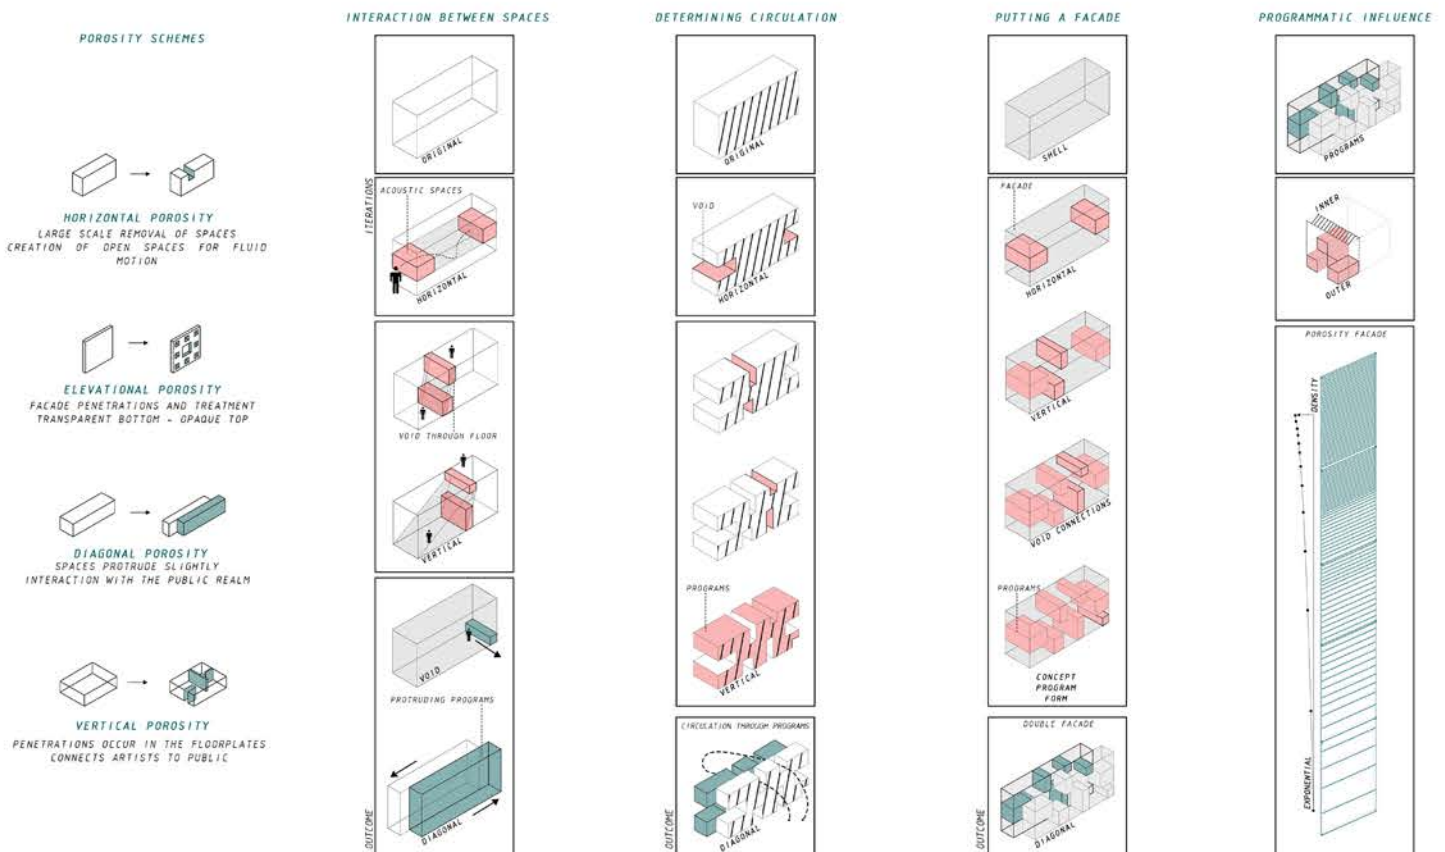 POROSITY SCHEMES
HORIZONTAL POROSITY
LARGE SCALE REMOVAL OF SPACES
CREATION OF OPEN SPACES FOR FLUID
MOTION
ELEVATIONAL POROSITY
FACADE PENETRATIONS AND TREATMENT
TRANSPARENT BOTTOM - OPAQUE TOP
DIAGONAL POROSITY
SPACES PROTRUDE SLIGHTLY
INTERACTION WITH THE PUBLIC REALM
VERTICAL POROSITY
PENETRATIONS OCCUR IN THE FLOORPLATES
CONNECTS ARTISTS TO PUBLIC
INTERACTION BETWEEN SPACES
ORIGINAL
ITERATIONS
ACOUSTIC SPACES
HORIZONTAL
VOID THROUGH FLOOR
VERTICAL
VOID
PROTRUDING PROGRAMS
OUTCOME
DIAGONAL
DETERMINING CIRCULATION
ORIGINAL
VOID
HORIZONTAL
PROGRAMS
VERTICAL
CIRCULATION THROUGH PROGRAMS
OUTCOME
DIAGONAL
PUTTING A FACADE
SHELL
FACADE
HORIZONTAL
VERTICAL
VOID CONNECTIONS
PROGRAMS
CONCEPT
PROGRAM
FORM
DOUBLE FACADE
OUTCOME
DIAGONAL
PROGRAMMATIC INFLUENCE
PROGRAMS
INNER
OUTER
POROSITY FACADE
DENSITY
EXPONENTIAL